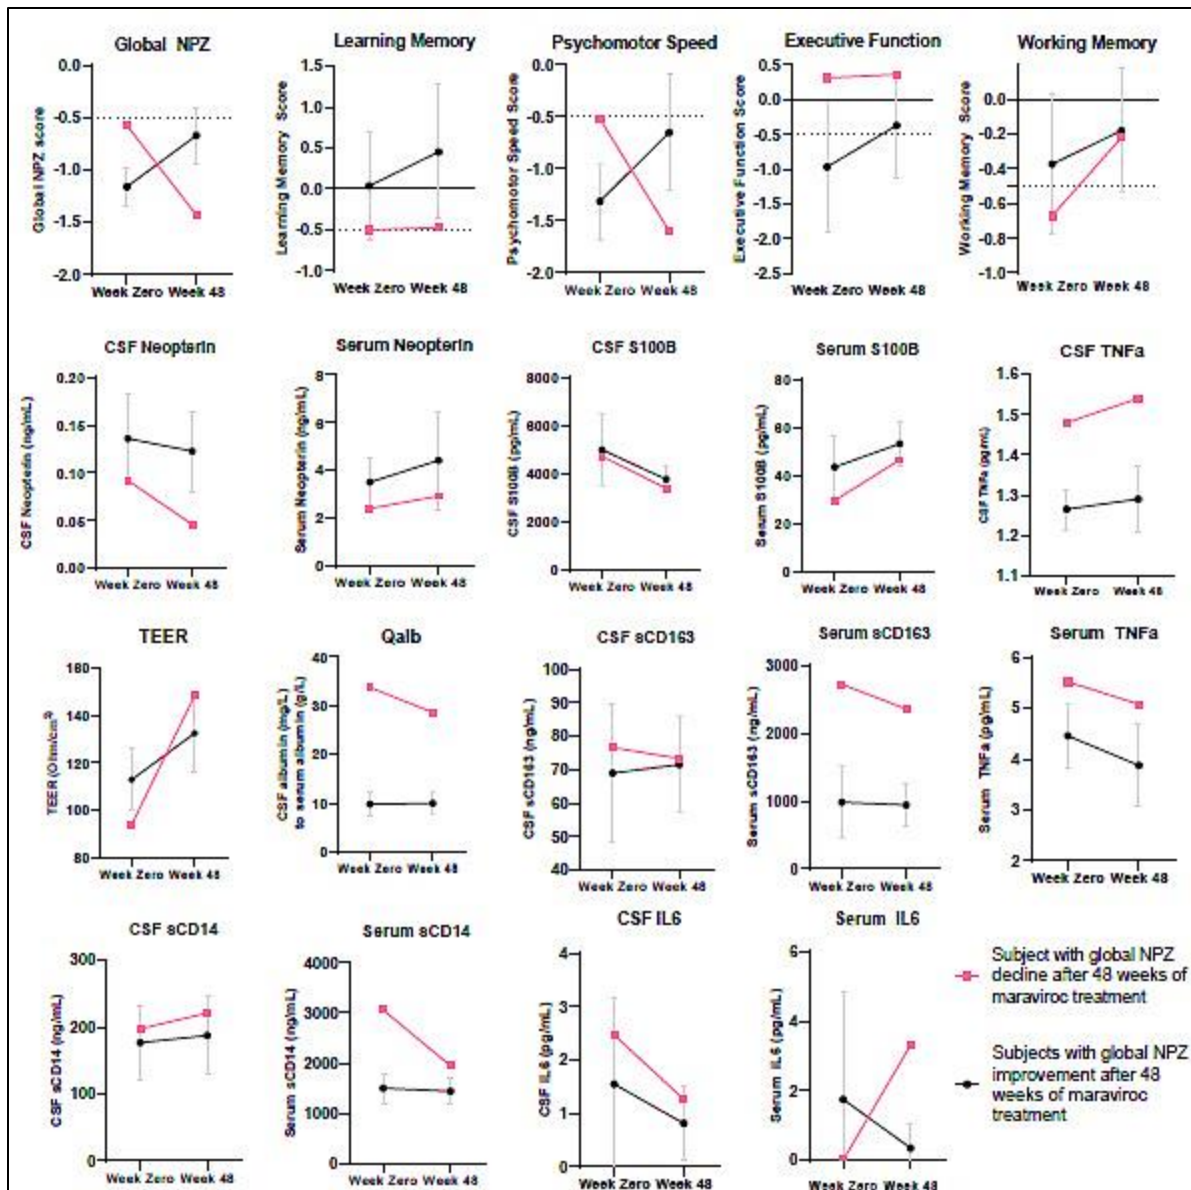 Global NPZ
Global NPZ score
0.0
-0.5
-1.0
-1.5
-2.0
Week Zero Week 48
Learning Memory
Learning Memory Score
1.5
1.0
0.5
0.0
-0.5
-1.0
Week Zero Week 48
Psychomotor Speed
Psychomotor Speed Score
0.0
-0.5
-1.0
-1.5
-2.0
Week Zero Week 48
Executive Function
Executive Function Score
0.5
0.0
-0.5
-1.0
-1.5
-2.0
-2.5
Week Zero Week 48
Working Memory
Working Memory Score
0.0
-0.2
-0.4
-0.6
-0.8
-1.0
Week Zero Week 48
CSF Neopterin
CSF Neopterin (ng/mL)
0.20
0.15
0.10
0.05
0.00
Week Zero Week 48
Serum Neopterin
Serum Neopterin (ng/mL)
8
6
4
2
0
Week Zero Week 48
CSF S100B
CSF S100B (pg/mL)
8000
6000
4000
2000
0
Week Zero Week 48
Serum S100B
Serum S100B (pg/mL)
80
60
40
20
0
Week Zero Week 48
CSF TNFa
CSF TNFa (pg/mL)
1.6
1.5
1.4
1.3
1.2
1.1
Week Zero Week 48
TEER
TEER (Ohm/cm²)
180
140
120
100
80
Week Zero Week 48
Qalb
CSF albumin (mg/L)
to serum albumin (g/L)
40
30
20
10
0
Week Zero Week 48
CSF sCD163
CSF sCD163 (ng/mL)
100
90
80
70
60
50
40
Week Zero Week 48
Serum sCD163
Serum sCD163 (ng/mL)
3000
2000
1000
0
Week Zero Week 48
Serum TNFa
Serum TNFa (pg/mL)
6
5
4
3
2
Week Zero Week 48
CSF sCD14
CSF sCD14 (ng/mL)
300
200
100
0
Week Zero Week 48
Serum sCD14
Serum sCD14 (ng/mL)
4000
3000
2000
1000
0
Week Zero Week 48
CSF IL6
CSF IL6 (pg/mL)
4
3
2
1
0
Week Zero Week 48
Serum IL6
Serum IL6 (pg/mL)
6
4
2
0
Week Zero Week 48
Subject with global NPZ
decline after 48 weeks of
maraviroc treatment
Subjects with global NPZ
improvement after 48
weeks of maraviroc
treatment